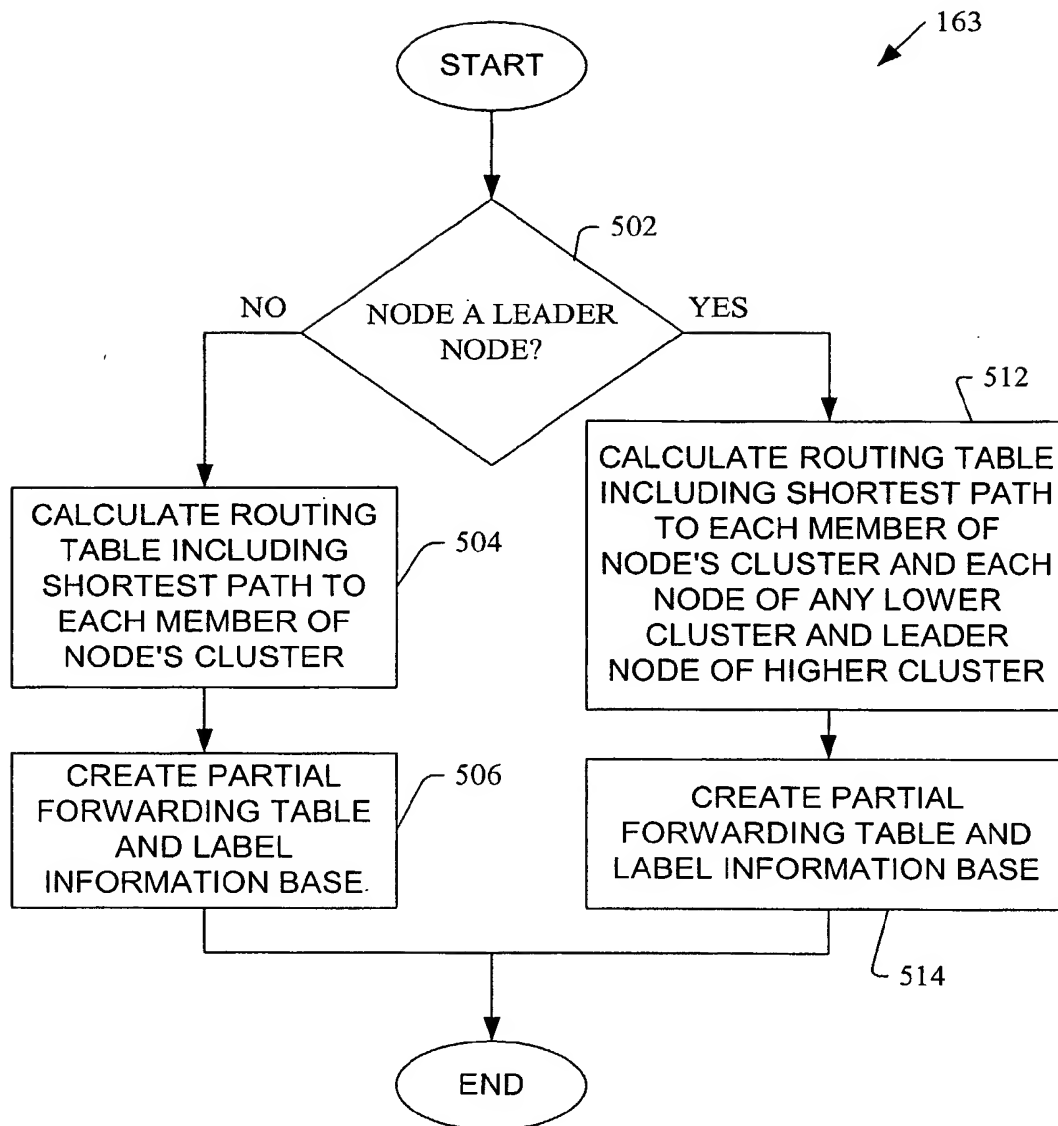 163
START
502
NODE A LEADER
NODE?
NO
YES
504
CALCULATE ROUTING
TABLE INCLUDING
SHORTEST PATH TO
EACH MEMBER OF
NODE'S CLUSTER
512
CALCULATE ROUTING TABLE
INCLUDING SHORTEST PATH
TO EACH MEMBER OF
NODE'S CLUSTER AND EACH
NODE OF ANY LOWER
CLUSTER AND LEADER
NODE OF HIGHER CLUSTER
506
CREATE PARTIAL
FORWARDING TABLE
AND LABEL
INFORMATION BASE.
CREATE PARTIAL
FORWARDING TABLE AND
LABEL INFORMATION BASE
514
END